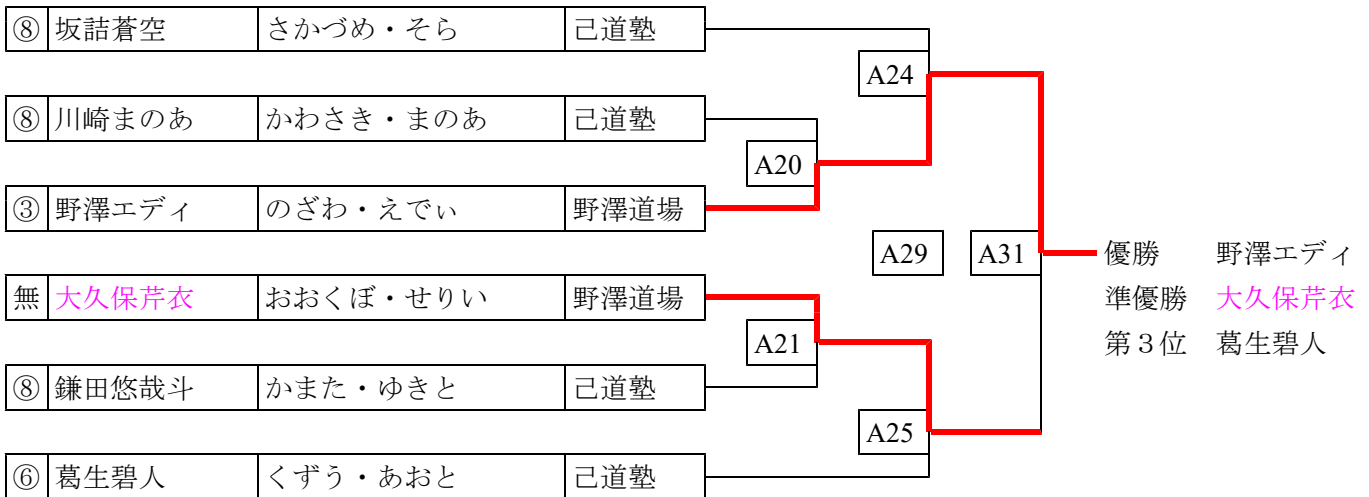 ⑧ 坂詰蒼空 さかづめ・そら 己道塾
A24
⑧ 川崎まのあ かわさき・まのあ 己道塾
A20
③ 野澤エディ のざわ・えでぃ 野澤道場
A29 A31 優勝 野澤エディ
無 大久保芹衣 おおくぼ・せりい 野澤道場 準優勝 大久保芹衣
A21 第３位 葛生碧人
⑧ 鎌田悠哉斗 かまた・ゆきと 己道塾
A25
⑥ 葛生碧人 くずう・あおと 己道塾